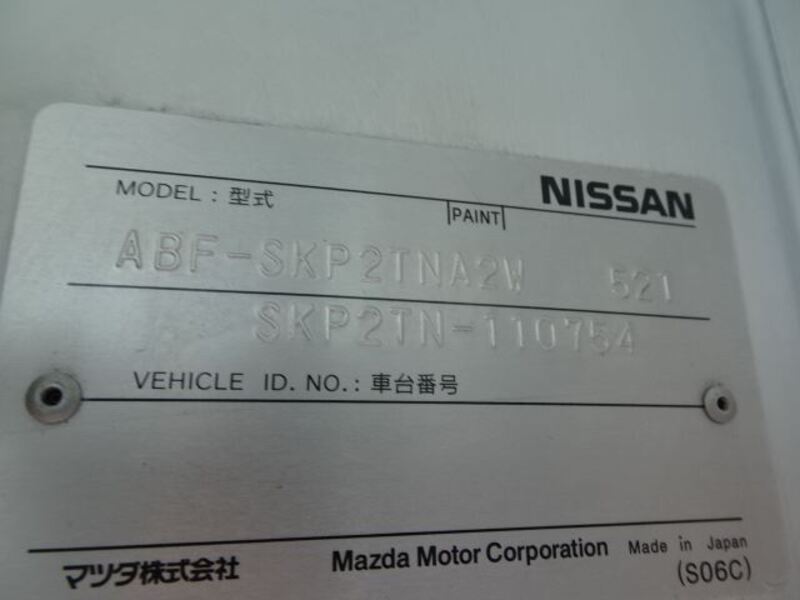 NISSAN
MODEL : 型式
PAINT
ABF-SKP2TNA2W 521
SKP2TN-110754
VEHICLE ID. NO. : 車台番号
マツダ株式会社 Mazda Motor Corporation Made in Japan
(S06C)